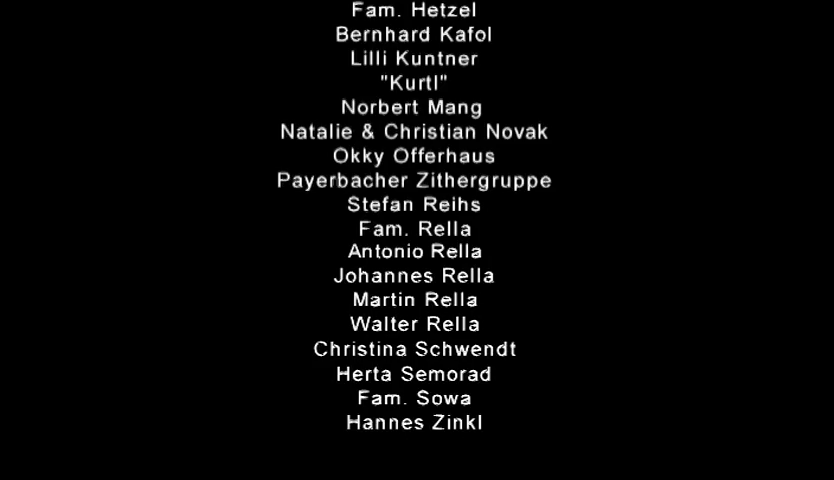 Fam. Hetzel
Bernhard Kafol
Lilli Kuntner
"Kurtl"
Norbert Mang
Natalie & Christian Novak
Okky Offerhaus
Payerbacher Zithergruppe
Stefan Reihs
Fam. Rella
Antonio Rella
Johannes Rella
Martin Rella
Walter Rella
Christina Schwendt
Herta Semorad
Fam. Sowa
Hannes Zinkl